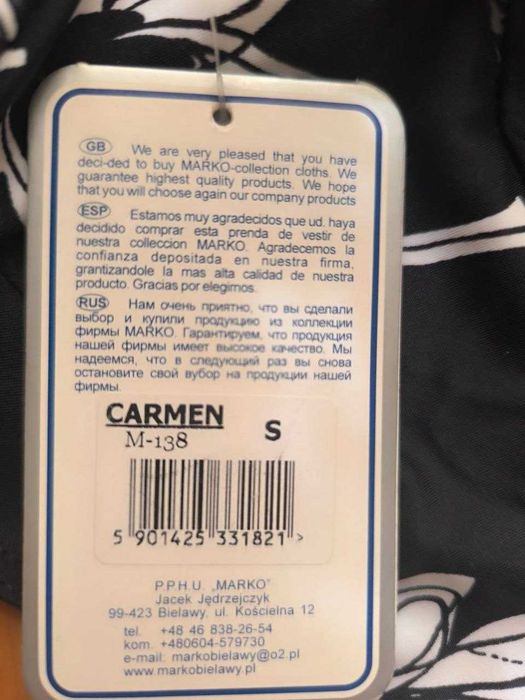 GB We are very pleased that you have
deci-ded to buy MARKO-collection cloths. We
guarantee highest quality products. We hope
that you will choose again our company products
ESP Estamos muy agradecidos que ud. haya
decidido comprar esta prenda de vestir de
nuestra colleccion MARKO. Agradecemos la
confianza depositada en nuestra firma,
grantizandole la mas alta calidad de nuestra
producto. Gracias por elegirnos.
RUS Нам очень приятно, что вы сделали
выбор и купили продукцию из коллекции
фирмы MARKO. Гарантируем, что продукция
нашей фирмы имеет высокое качество. Мы
надеемся, что в следующий раз вы снова
остановите свой вубор на продукции нашей
фирмы.
CARMEN
M-138 S
5 901425 331821 >
P.P.H.U. „MARKO"
Jacek Jędrzejczyk
99-423 Bielawy, ul. Kościelna 12
tel. +48 46 838-26-54
kom. +480604-579730
e-mail: markobielawy@o2.pl
www.markobielawy.pl